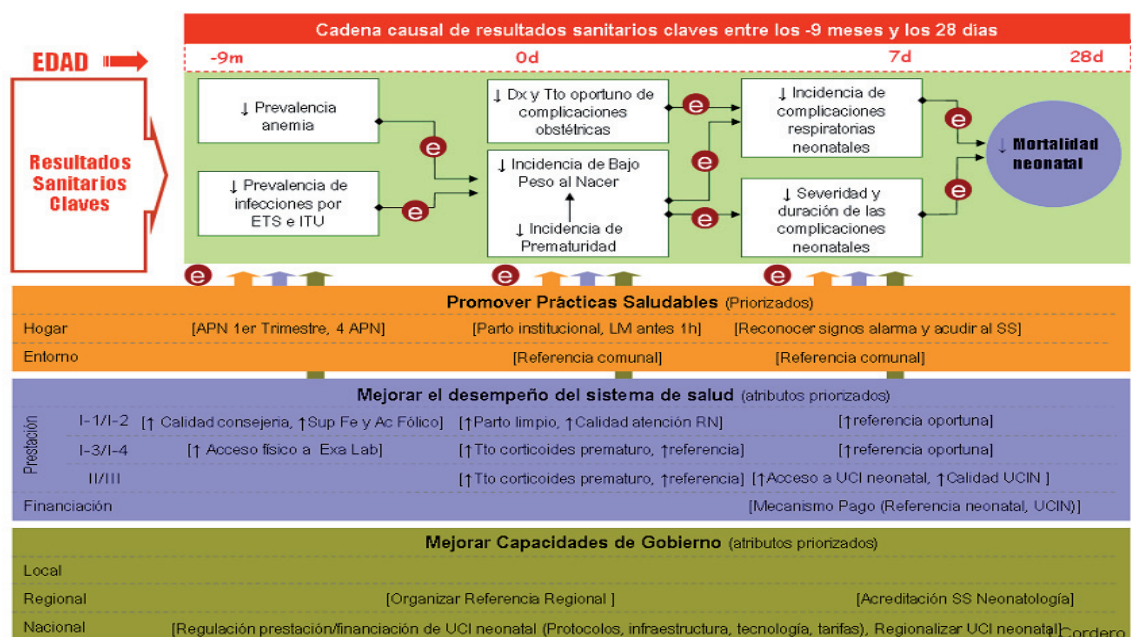 Cadena causal de resultados sanitarios claves entre los -9 meses y los 28 días
EDAD
-9m
0d
7d
28d
Resultados
Sanitarios
Claves
↓ Prevalencia
anemia
↓ Prevalencia de
infecciones por
ETS e ITU
↓ Dx y Tto oportuno de
complicaciones
obstétricas
↓ Incidencia de Bajo
Peso al Nacer
↓ Incidencia de
Prematuridad
↓ Incidencia de
complicaciones
respiratorias
neonatales
↓ Severidad y
duración de las
complicaciones
neonatales
↓ Mortalidad
neonatal
e
e
e
e
e
e
e
e
e
e
Promover Prácticas Saludables (Priorizados)
Hogar [APN 1er Trimestre, 4 APN] [Parto institucional, LM antes 1h] [Reconocer signos alarma y acudir al SS]
Entorno [Referencia comunal] [Referencia comunal]
Mejorar el desempeño del sistema de salud (atributos priorizados)
Prestación
I-1/I-2 [↑ Calidad consejeria, ↑Sup Fe y Ac Fólico] [↑Parto limpio, ↑Calidad atención RN] [↑referencia oportuna]
I-3/I-4 [↑ Acceso físico a Exa Lab] [↑Tto corticoides prematuro, ↑referencia] [↑referencia oportuna]
II/III [↑Tto corticoides prematuro, ↑referencia] [↑Acceso a UCI neonatal, ↑Calidad UCIN ]
Financiación [Mecanismo Pago (Referencia neonatal, UCIN)]
Mejorar Capacidades de Gobierno (atributos priorizados)
Local
Regional [Organizar Referencia Regional ] [Acreditación SS Neonatología]
Nacional [Regulación prestación/financiación de UCI neonatal (Protocolos, infraestructura, tecnología, tarifas), Regionalizar UCI neonatal]
Cordero